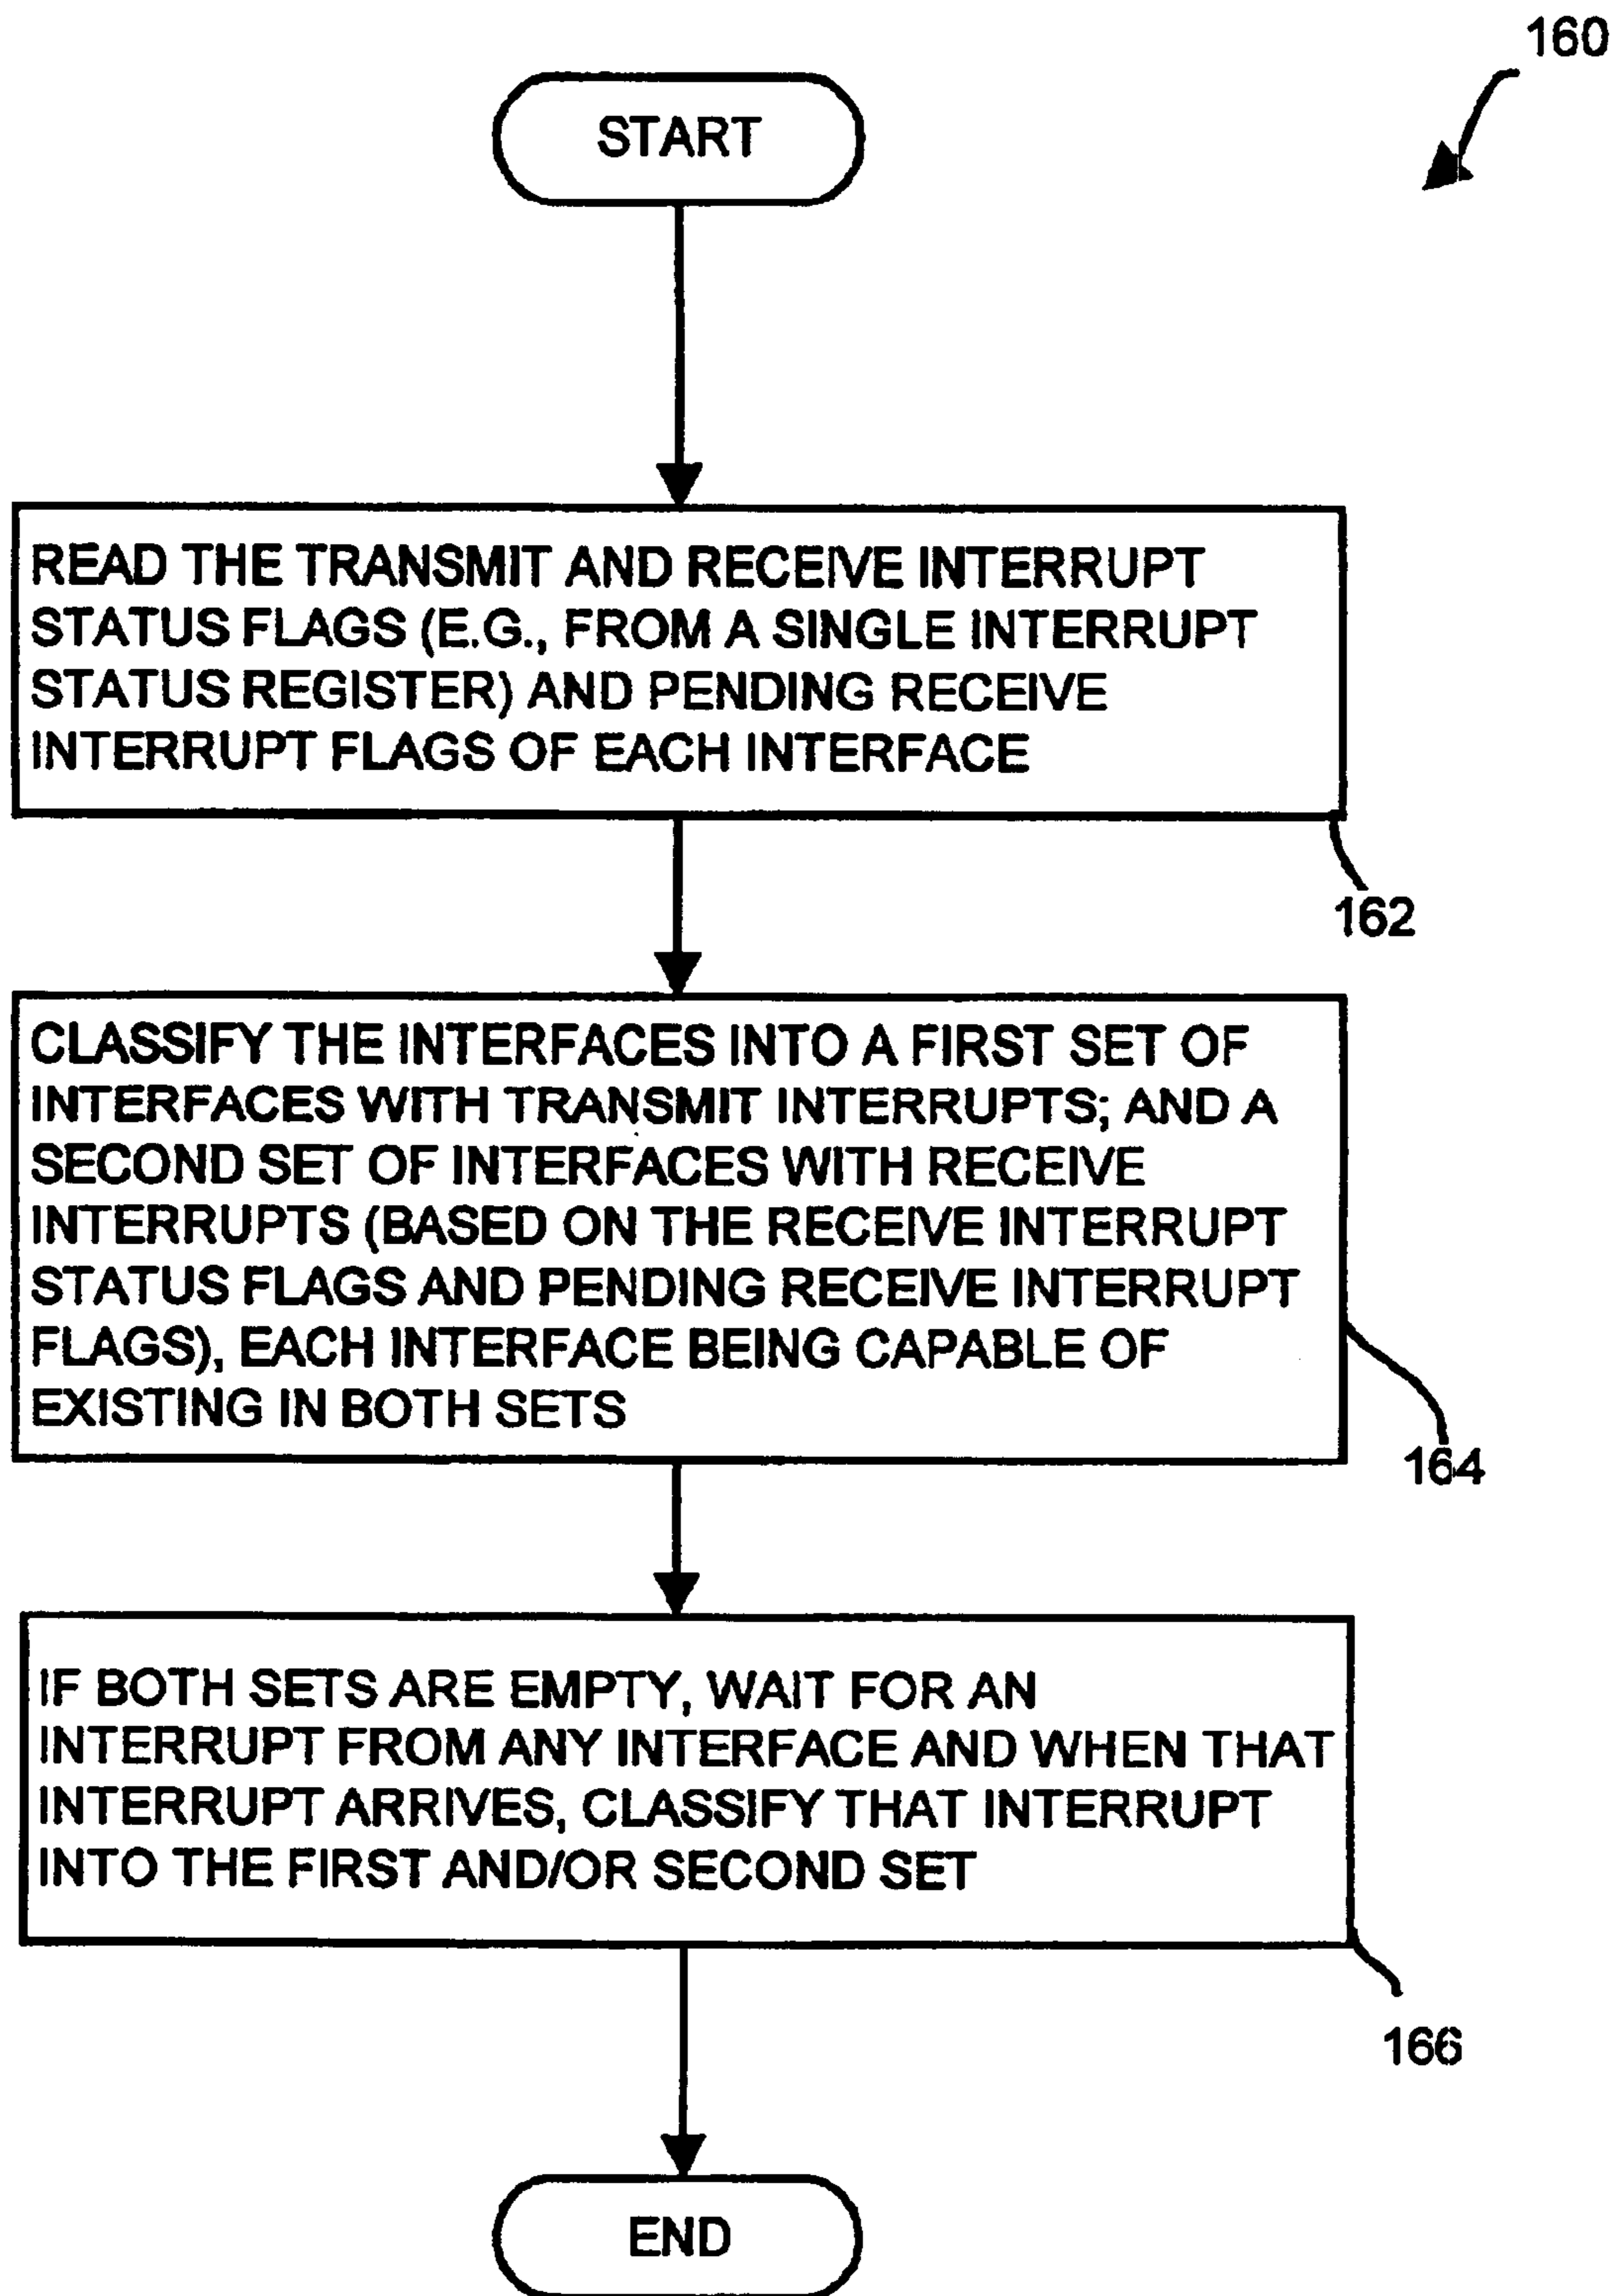 160
START
READ THE TRANSMIT AND RECEIVE INTERRUPT
STATUS FLAGS (E.G., FROM A SINGLE INTERRUPT
STATUS REGISTER) AND PENDING RECEIVE
INTERRUPT FLAGS OF EACH INTERFACE
162
CLASSIFY THE INTERFACES INTO A FIRST SET OF
INTERFACES WITH TRANSMIT INTERRUPTS; AND A
SECOND SET OF INTERFACES WITH RECEIVE
INTERRUPTS (BASED ON THE RECEIVE INTERRUPT
STATUS FLAGS AND PENDING RECEIVE INTERRUPT
FLAGS), EACH INTERFACE BEING CAPABLE OF
EXISTING IN BOTH SETS
164
IF BOTH SETS ARE EMPTY, WAIT FOR AN
INTERRUPT FROM ANY INTERFACE AND WHEN THAT
INTERRUPT ARRIVES, CLASSIFY THAT INTERRUPT
INTO THE FIRST AND/OR SECOND SET
166
END